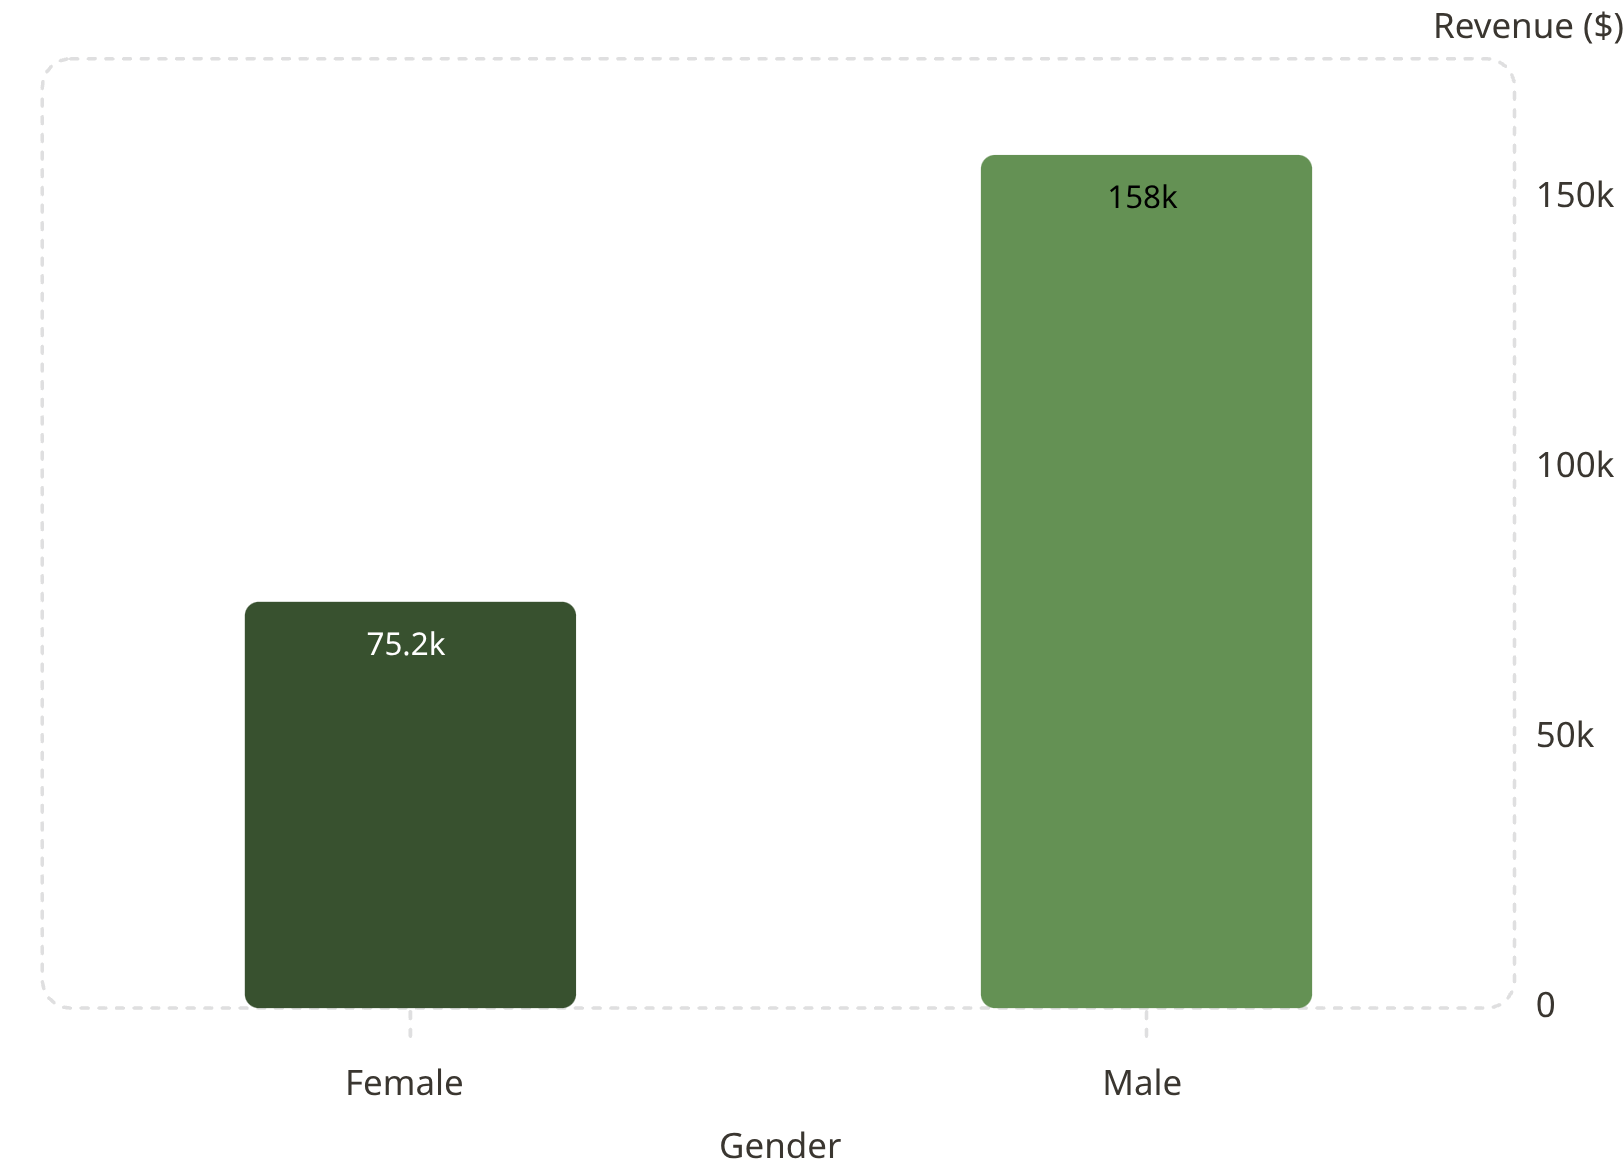 Revenue ($)
158k
150k
100k
75.2k
50k
0
Female
Male
Gender